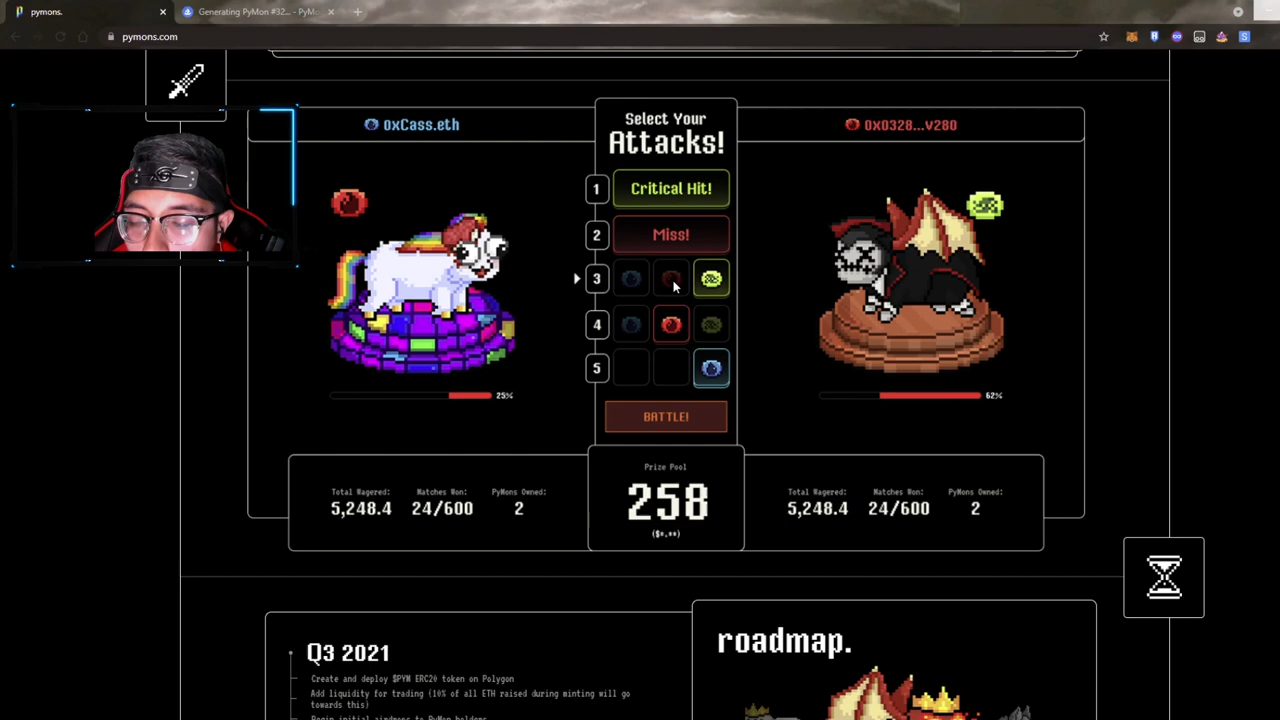 pymons.
Generating PyMon #32... - PyMo
pymons.com
0xCass.eth
Select Your
Attacks!
0x0328...v280
1
Critical Hit!
2
Miss!
3
4
5
25%
62%
BATTLE!
Total Wagered:
5,248.4
Matches Won:
24/600
PyMons Owned:
2
Prize Pool
258
($*.**)
Total Wagered:
5,248.4
Matches Won:
24/600
PyMons Owned:
2
Q3 2021
Create and deploy $PYM ERC20 token on Polygon
Add liquidity for trading (10% of all ETH raised during minting will go
towards this)
roadmap.